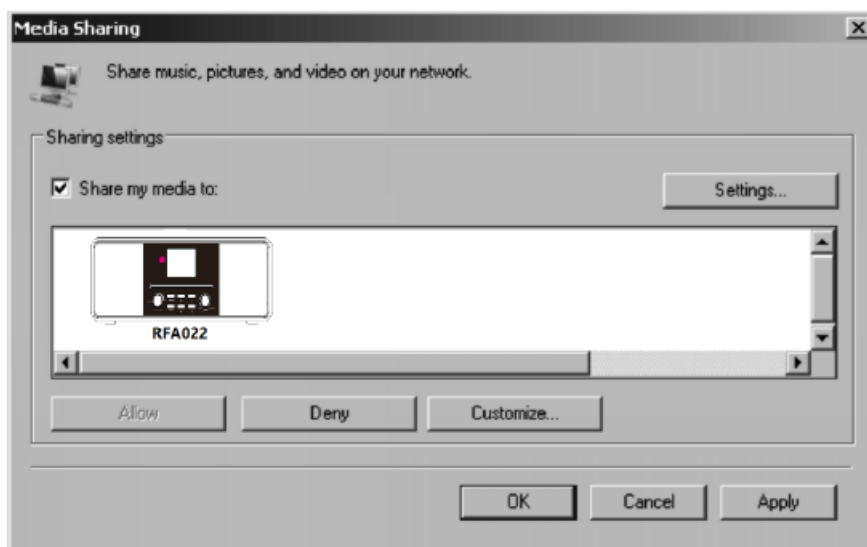 Media Sharing
Share music, pictures, and video on your network.
Sharing settings
Share my media to:
Settings...
RFA022
Allow
Deny
Customize...
OK
Cancel
Apply